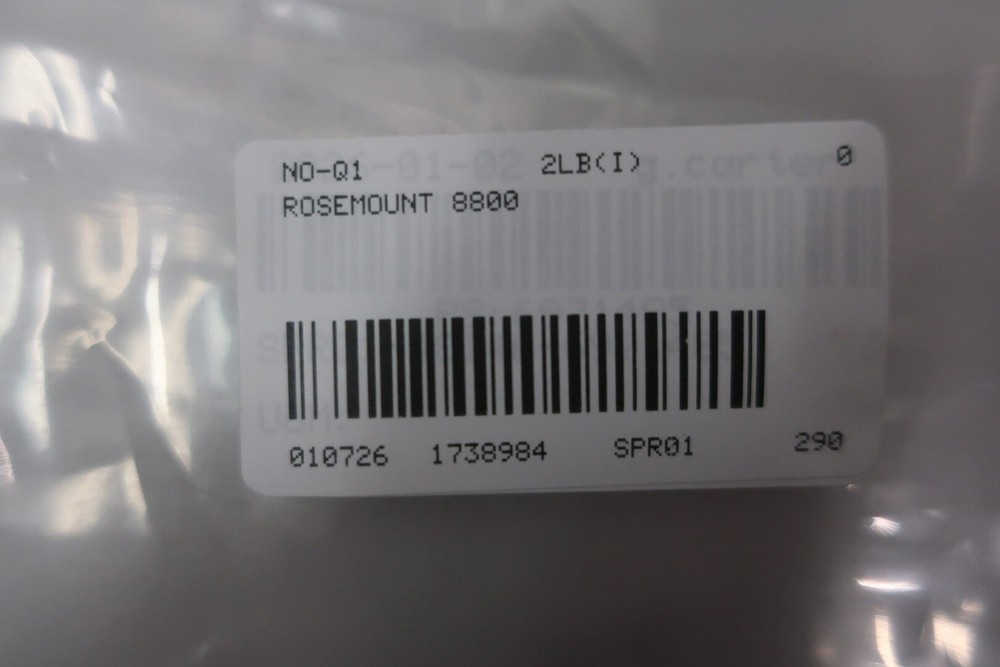 NO-Q1 2LB(I) 0
ROSEMOUNT 8800
010726 1738984 SPR01 290